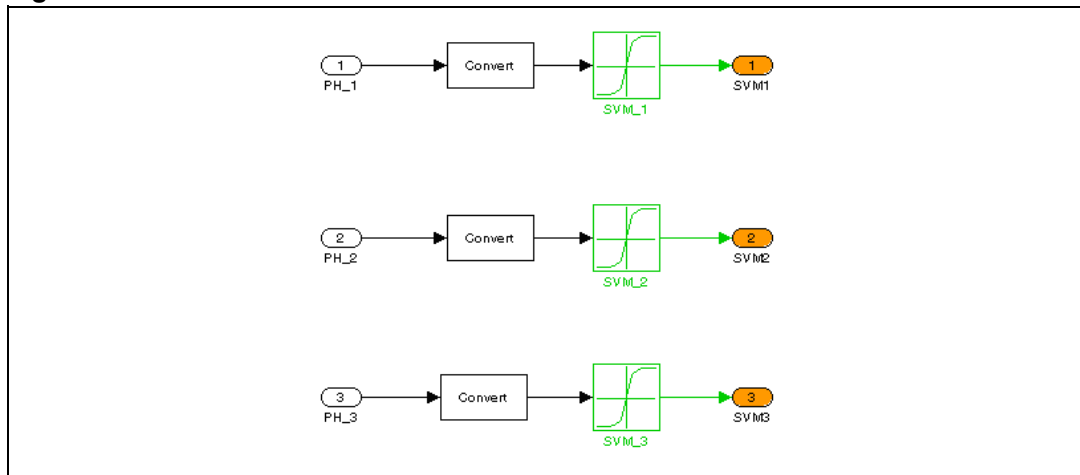 1
Convert
1
PH_1
SVM1
SVM_1
2
Convert
2
PH_2
SVM2
SVM_2
3
Convert
3
PH_3
SVM3
SVM_3